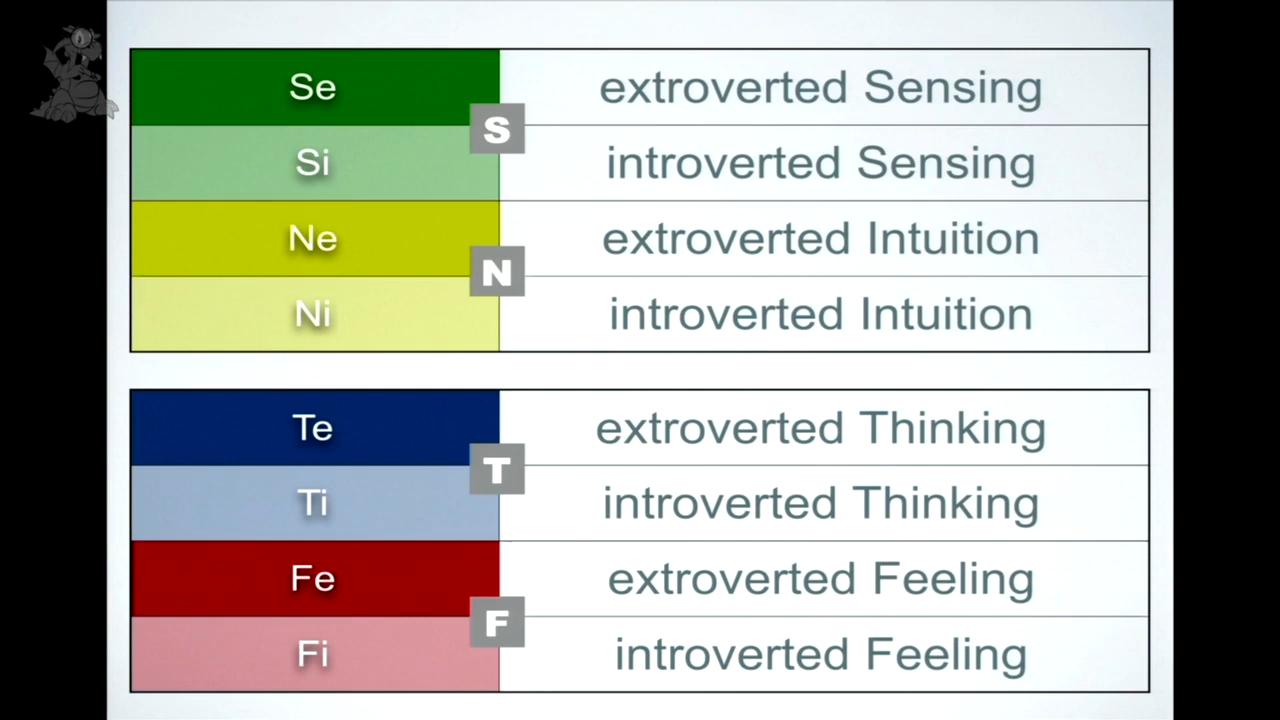 Se extroverted Sensing
S
Si introverted Sensing
Ne extroverted Intuition
N
Ni introverted Intuition
Te extroverted Thinking
T
Ti introverted Thinking
Fe extroverted Feeling
F
Fi introverted Feeling